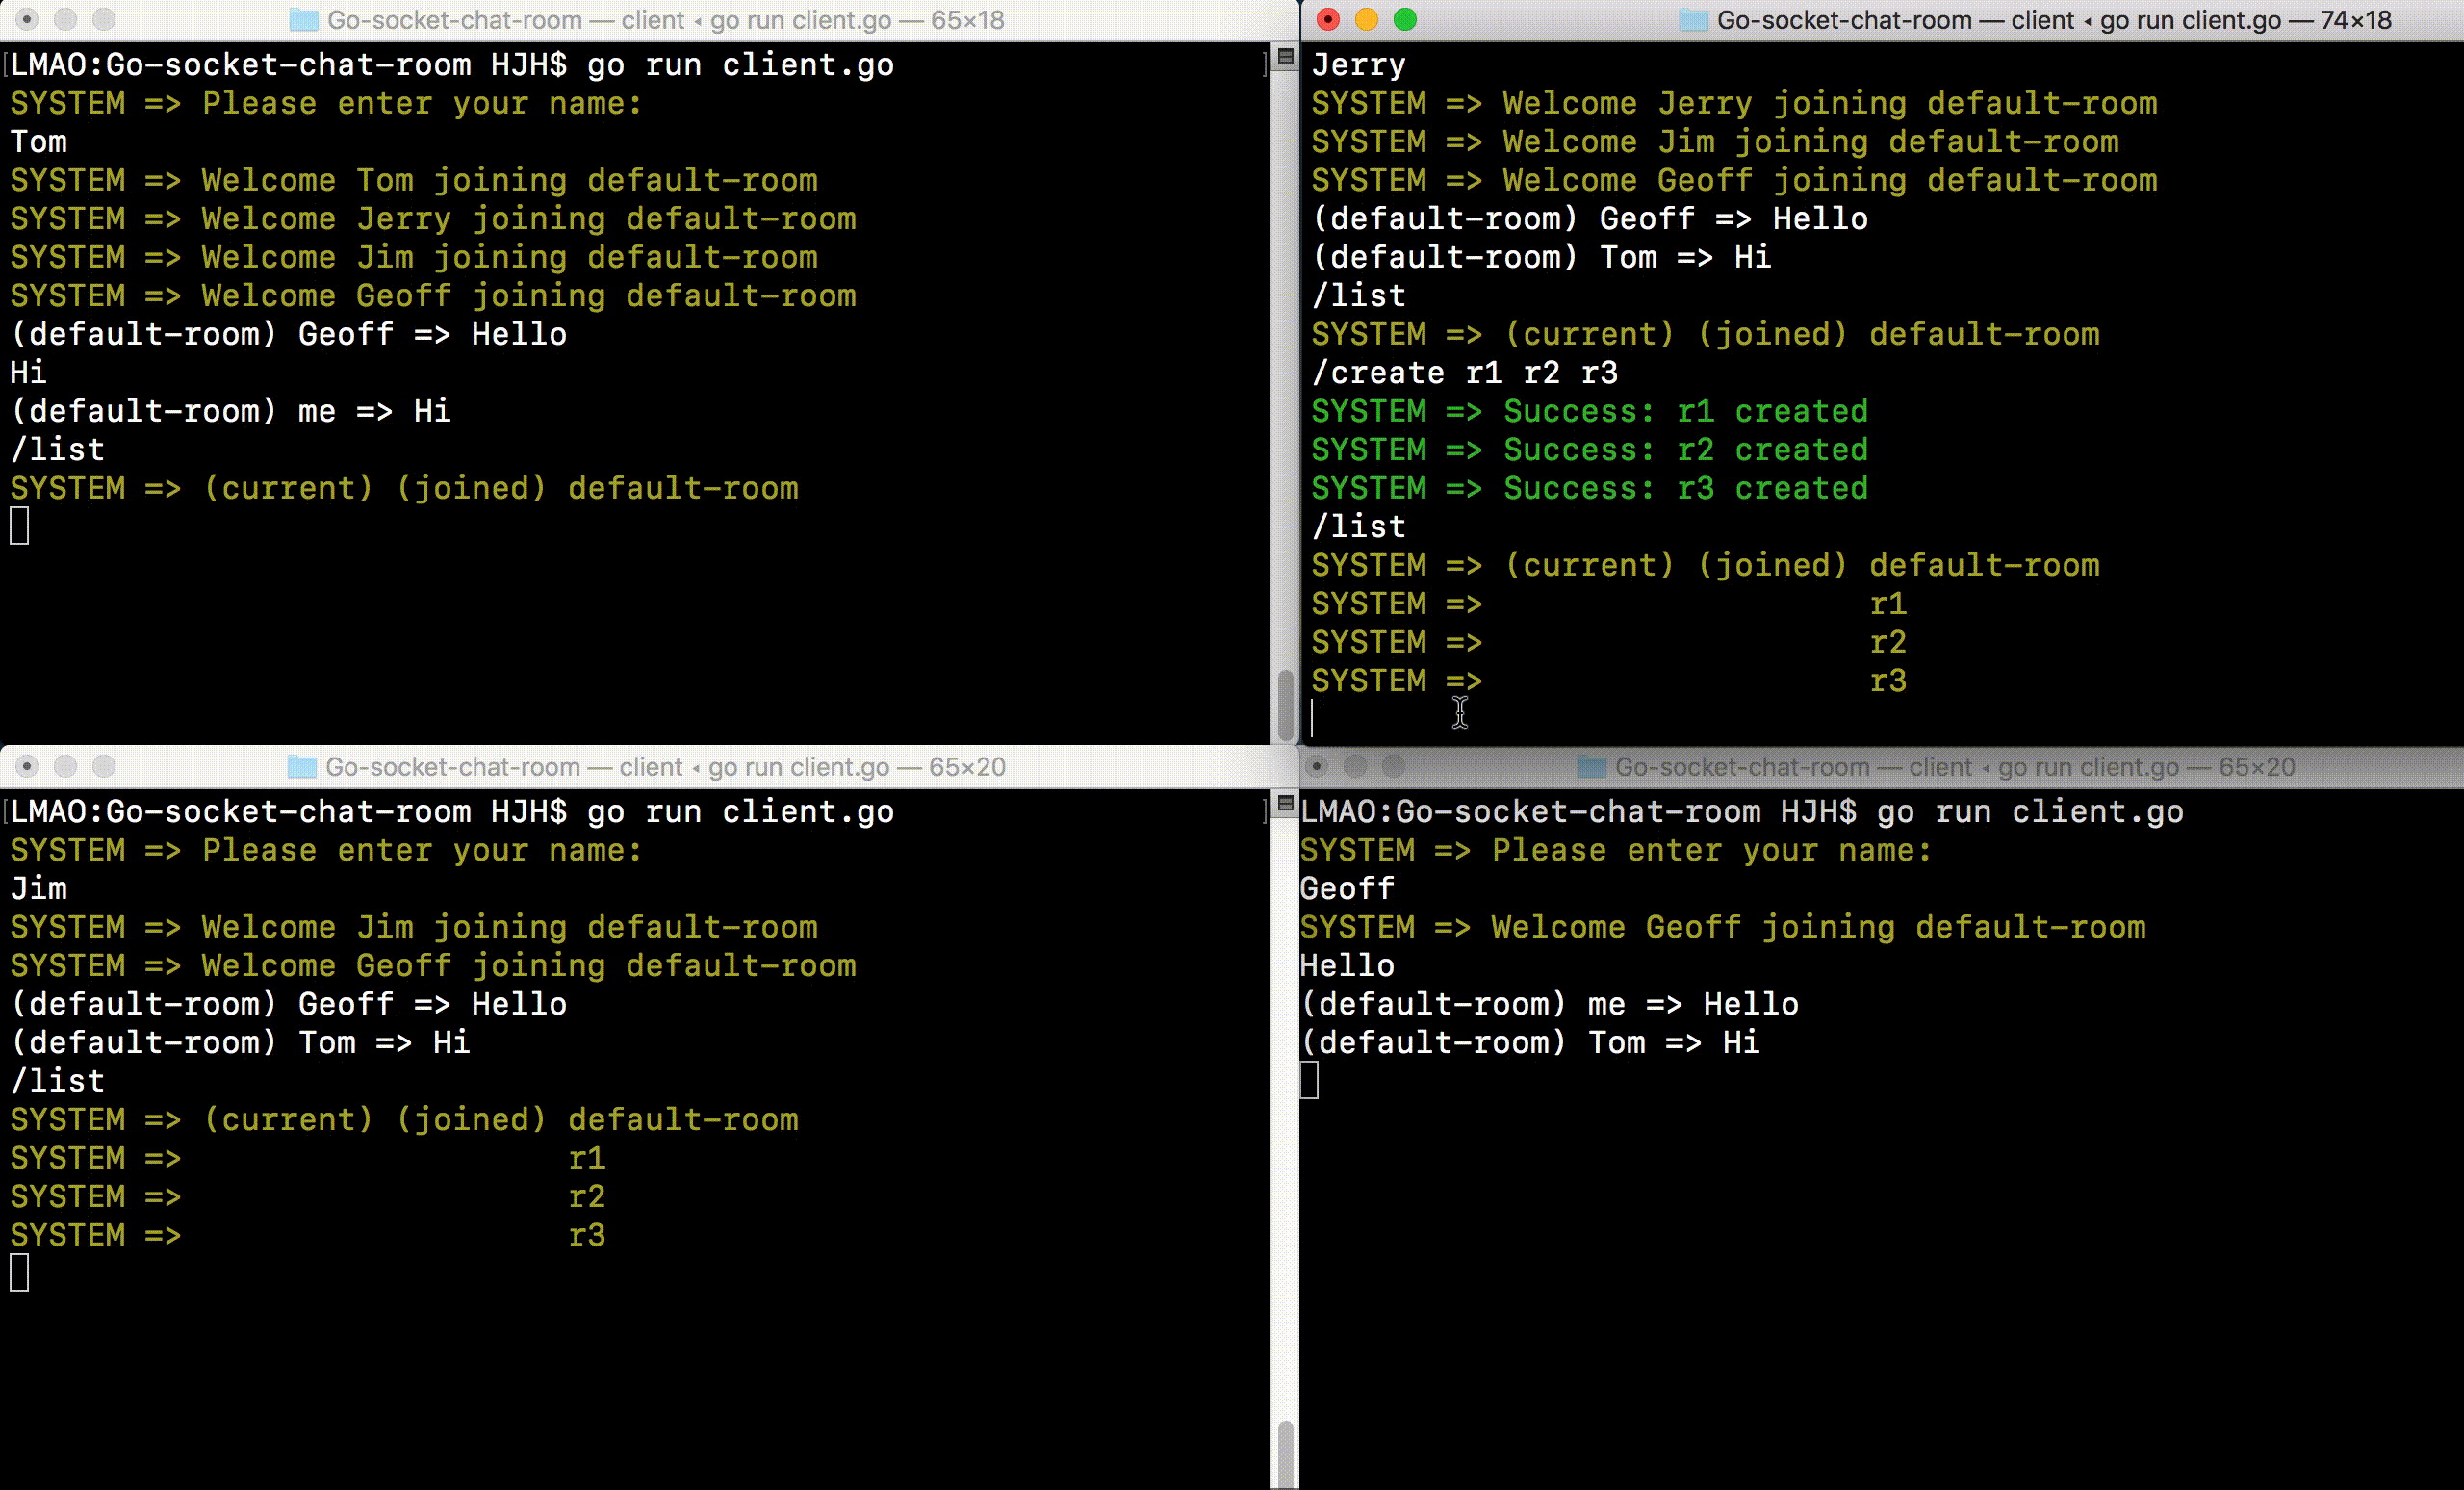 Go-socket-chat-room — client ◂ go run client.go — 65×18
[LMAO:Go-socket-chat-room HJH$ go run client.go ]
SYSTEM => Please enter your name:
Tom
SYSTEM => Welcome Tom joining default-room
SYSTEM => Welcome Jerry joining default-room
SYSTEM => Welcome Jim joining default-room
SYSTEM => Welcome Geoff joining default-room
(default-room) Geoff => Hello
Hi
(default-room) me => Hi
/list
SYSTEM => (current) (joined) default-room
Go-socket-chat-room — client ◂ go run client.go — 74×18
Jerry
SYSTEM => Welcome Jerry joining default-room
SYSTEM => Welcome Jim joining default-room
SYSTEM => Welcome Geoff joining default-room
(default-room) Geoff => Hello
(default-room) Tom => Hi
/list
SYSTEM => (current) (joined) default-room
/create r1 r2 r3
SYSTEM => Success: r1 created
SYSTEM => Success: r2 created
SYSTEM => Success: r3 created
/list
SYSTEM => (current) (joined) default-room
SYSTEM =>                    r1
SYSTEM =>                    r2
SYSTEM =>                    r3
Go-socket-chat-room — client ◂ go run client.go — 65×20
[LMAO:Go-socket-chat-room HJH$ go run client.go ]
SYSTEM => Please enter your name:
Jim
SYSTEM => Welcome Jim joining default-room
SYSTEM => Welcome Geoff joining default-room
(default-room) Geoff => Hello
(default-room) Tom => Hi
/list
SYSTEM => (current) (joined) default-room
SYSTEM =>                    r1
SYSTEM =>                    r2
SYSTEM =>                    r3
Go-socket-chat-room — client ◂ go run client.go — 65×20
LMAO:Go-socket-chat-room HJH$ go run client.go
SYSTEM => Please enter your name:
Geoff
SYSTEM => Welcome Geoff joining default-room
Hello
(default-room) me => Hello
(default-room) Tom => Hi